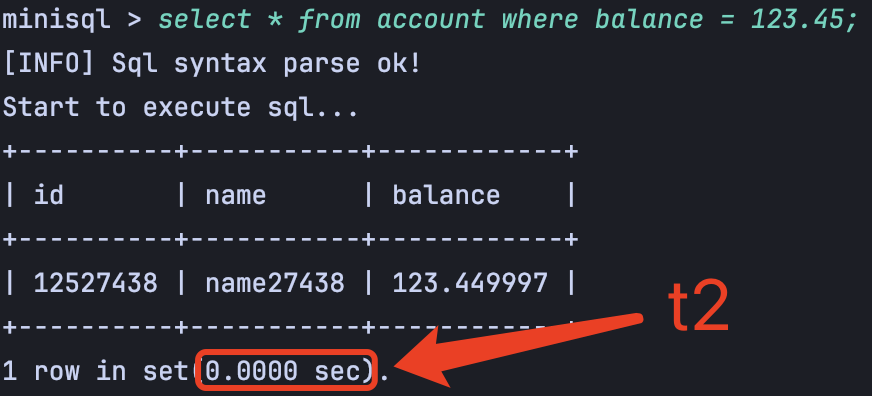 minisql > select * from account where balance = 123.45;
[INFO] Sql syntax parse ok!
Start to execute sql...
+----------+-----------+------------+
| id       | name      | balance    |
+----------+-----------+------------+
| 12527438 | name27438 | 123.449997 |
+----------+-----------+------------+
t2
1 row in set(0.0000 sec).